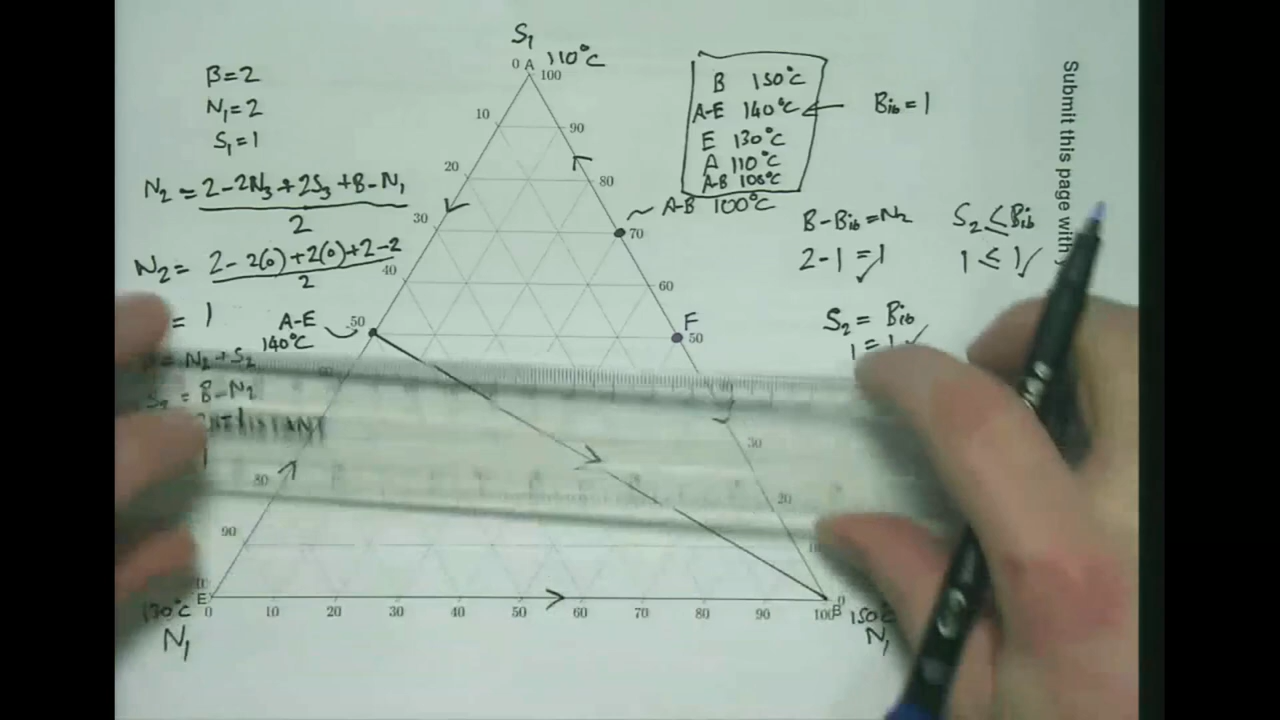 S1
110°C
0 A 100
B=2
N1=2
S1=1
N2 = 2-2N3+2S3+B-N1
2
N2 = 2-2(0)+2(0)+2-2
2
= 1
= N2+S2
= B-N2
B 150°C
A-E 140°C
E 130°C
A 110°C
A-B 100°C
Bib = 1
A-B 100°C
B-Bib=N2
2-1=1 ✓
S2 ≤ Bib
1 ≤ 1 ✓
S2 = Bib
1 = 1 ✓
A-E
140°C
F
10
20
30
40
50
80
90
90
80
70
60
50
30
20
E
130°C
N1
0 10 20 30 40 50 60 70 80 90 100
B
0
150°C
N1
Submit this page with